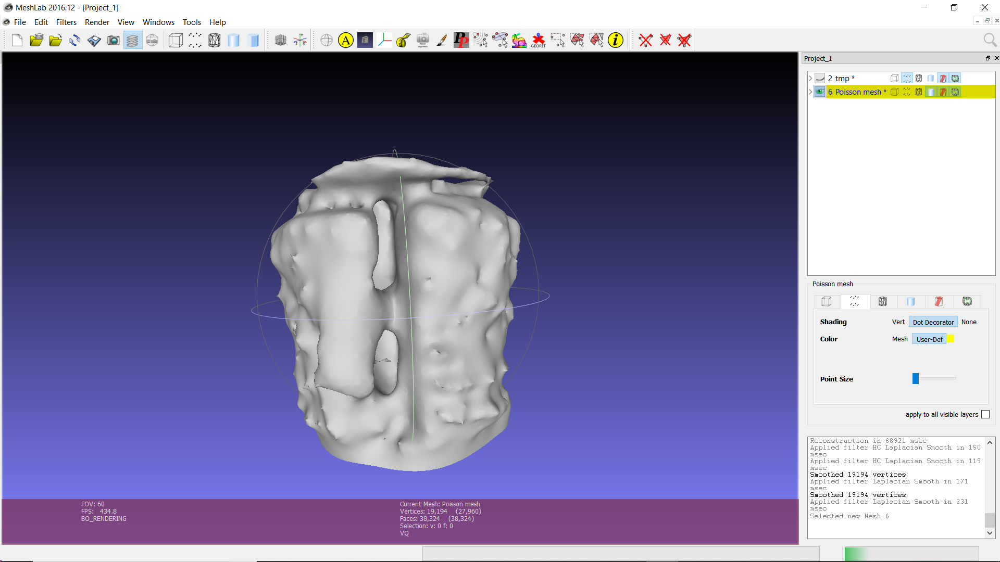 MeshLab 2016.12 - [Project_1]
File Edit Filters Render View Windows Tools Help
A
PP
GEOREF
i
Project_1
2 tmp *
6 Poisson mesh *
Poisson mesh
Shading Vert Dot Decorator None
Color Mesh User-Def
Point Size
apply to all visible layers
Reconstruction in 68921 msec
Applied filter HC Laplacian Smooth in 150
msec
Applied filter HC Laplacian Smooth in 119
msec
Smoothed 19194 vertices
Applied filter Laplacian Smooth in 171
msec
Smoothed 19194 vertices
Applied filter Laplacian Smooth in 231
msec
Selected new Mesh 6
FOV: 60
FPS: 434.8
BO_RENDERING
Current Mesh: Poisson mesh
Vertices: 19,194 (27,960)
Faces: 38,324 (38,324)
Selection: v: 0 f: 0
VQ